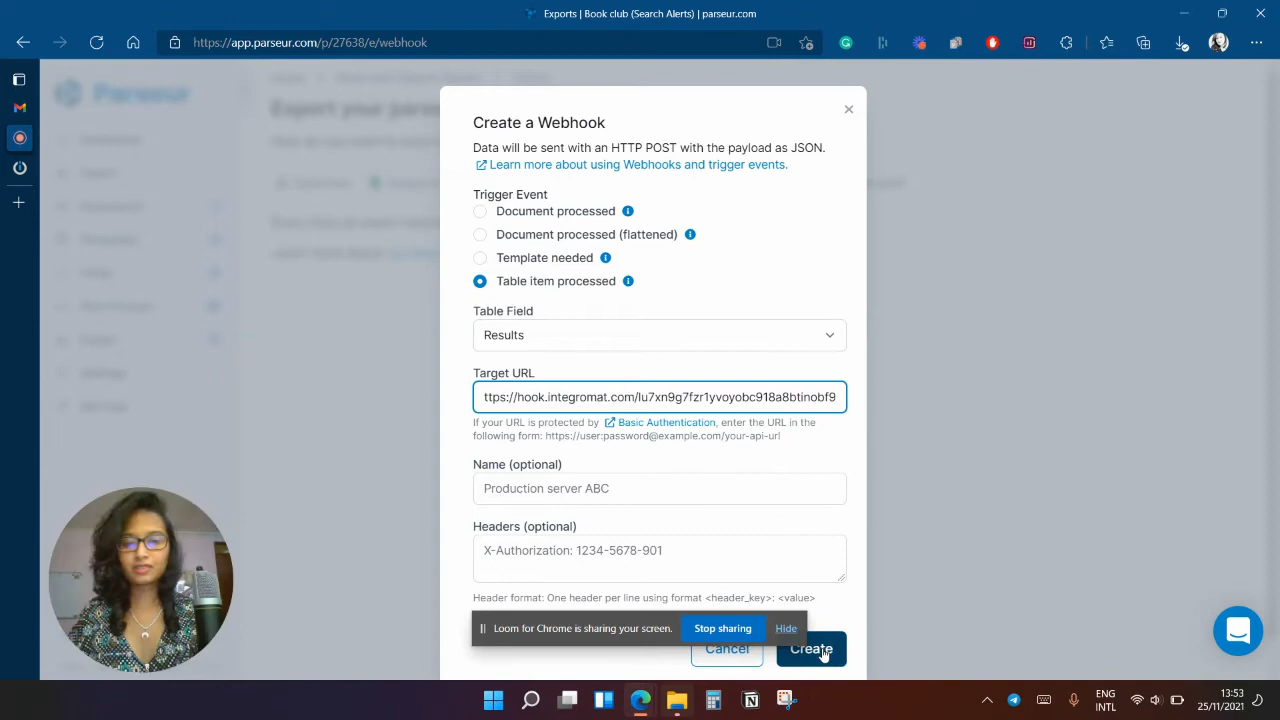 Exports | Book club (Search Alerts) | parseur.com
https://app.parseur.com/p/27638/e/webhook
Parseur
Export your parse
Create a Webhook
Data will be sent with an HTTP POST with the payload as JSON.
Learn more about using Webhooks and trigger events.
Trigger Event
Document processed
Document processed (flattened)
Template needed
Table item processed
Table Field
Results
Target URL
ttps://hook.integromat.com/lu7xn9g7fzr1yvoyobc918a8btinobf9
If your URL is protected by Basic Authentication, enter the URL in the
following form: https://user:password@example.com/your-api-url
Name (optional)
Production server ABC
Headers (optional)
X-Authorization: 1234-5678-901
Header format: One header per line using format <header_key>: <value>
Loom for Chrome is sharing your screen. Stop sharing Hide
Cancel Create
ENG
INTL
13:53
25/11/2021